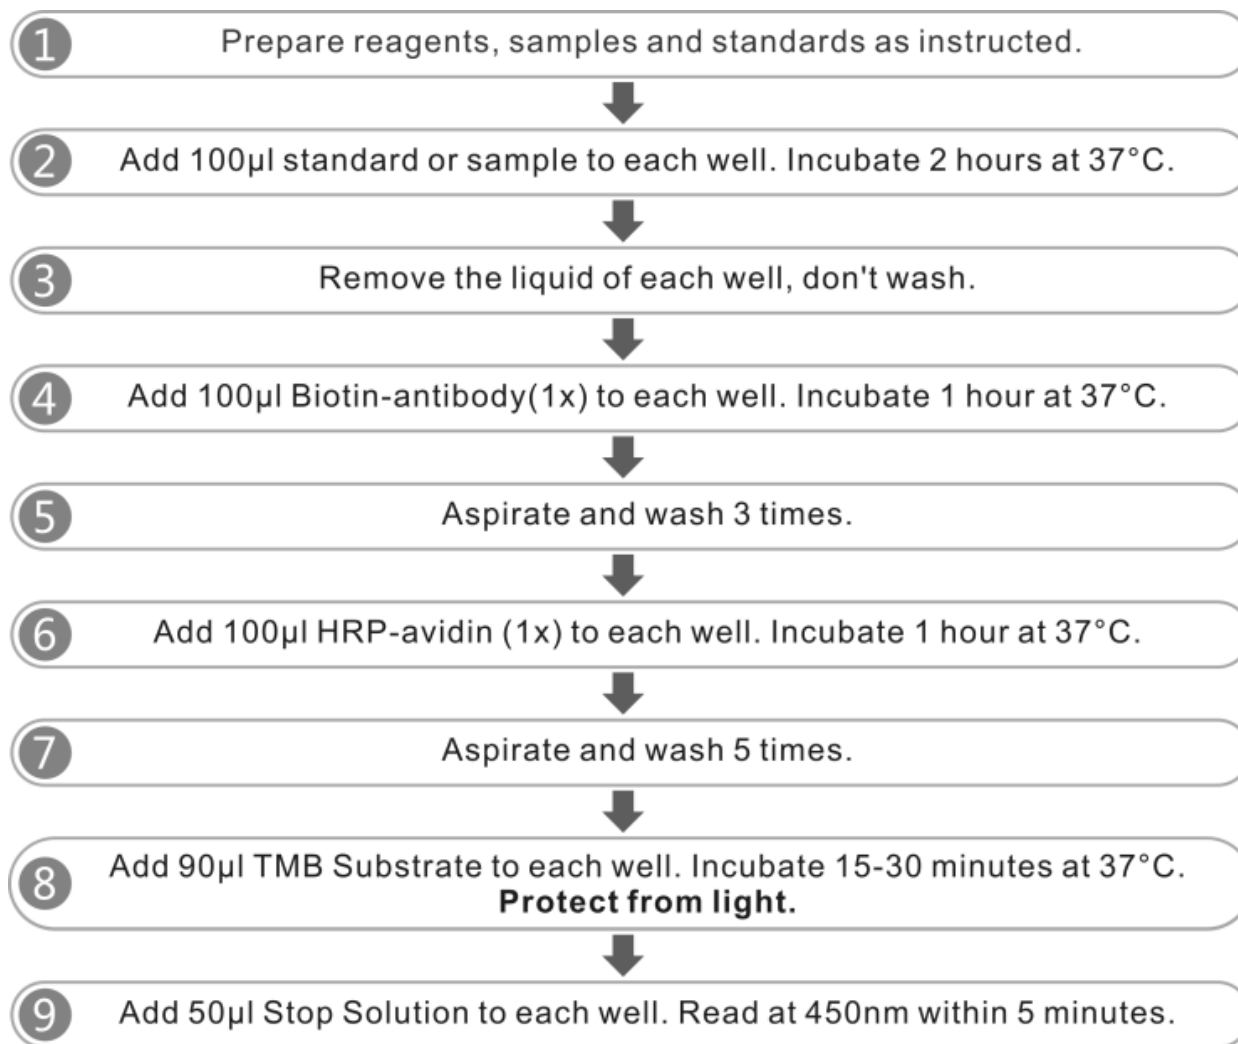 1 Prepare reagents, samples and standards as instructed.
2 Add 100µl standard or sample to each well. Incubate 2 hours at 37°C.
3 Remove the liquid of each well, don't wash.
4 Add 100µl Biotin-antibody(1x) to each well. Incubate 1 hour at 37°C.
5 Aspirate and wash 3 times.
6 Add 100µl HRP-avidin (1x) to each well. Incubate 1 hour at 37°C.
7 Aspirate and wash 5 times.
8 Add 90µl TMB Substrate to each well. Incubate 15-30 minutes at 37°C.
Protect from light.
9 Add 50µl Stop Solution to each well. Read at 450nm within 5 minutes.